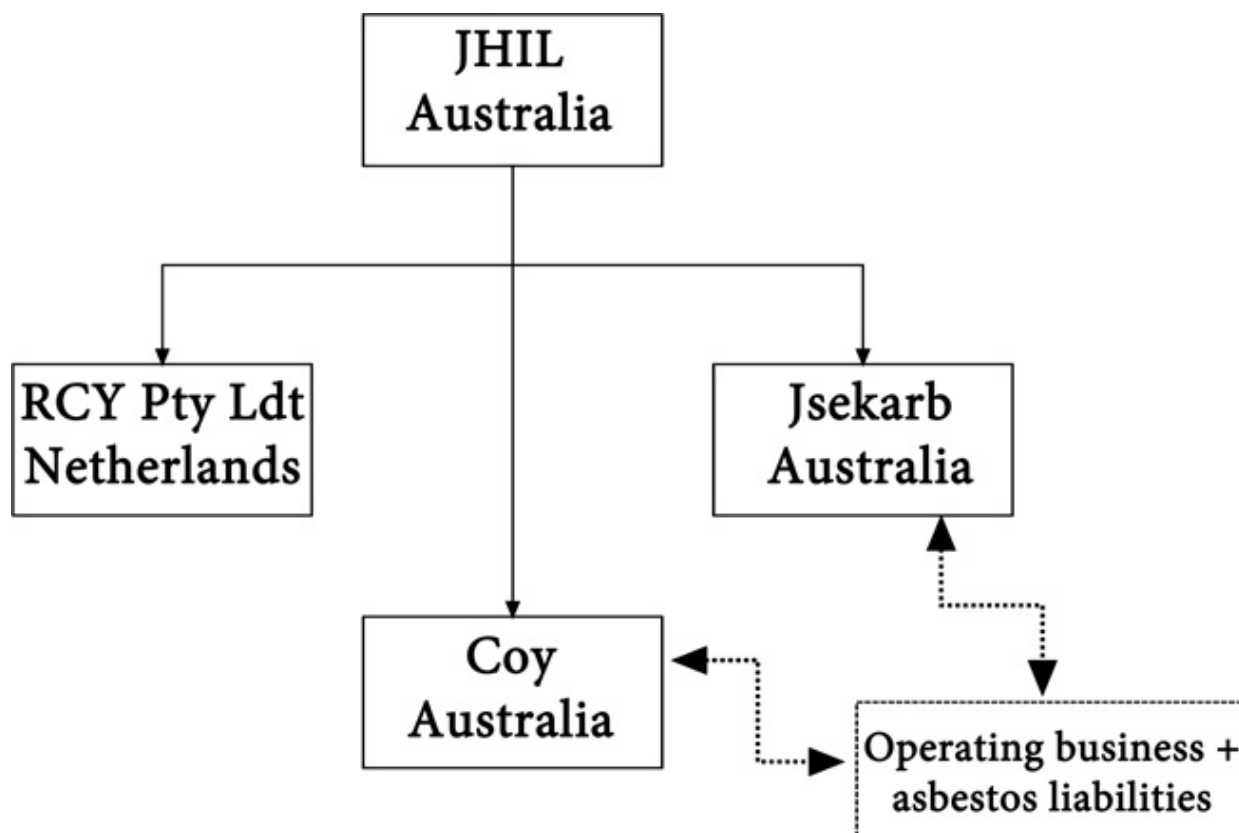 JHIL
Australia
RCY Pty Ldt
Netherlands
Jsekarb
Australia
Coy
Australia
Operating business +
asbestos liabilities